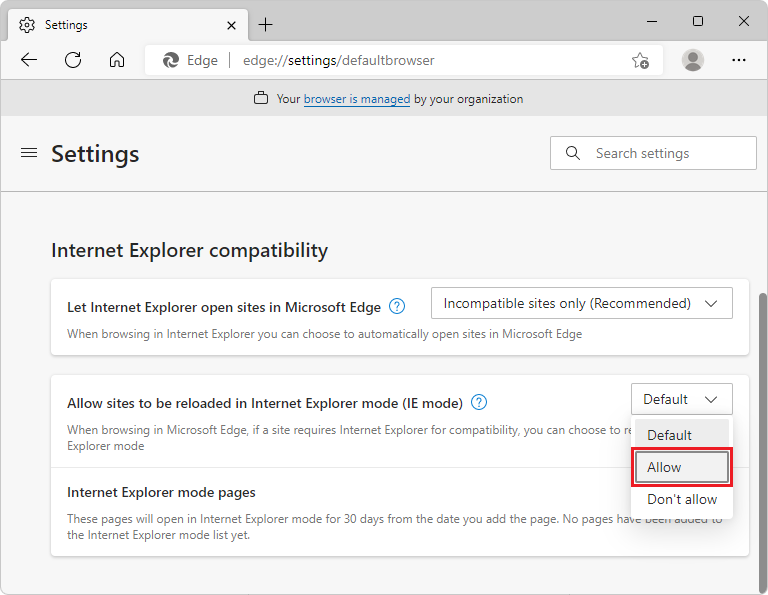 Settings
Edge edge://settings/defaultbrowser
Your browser is managed by your organization
Settings
Search settings
Internet Explorer compatibility
Let Internet Explorer open sites in Microsoft Edge ?
Incompatible sites only (Recommended)
When browsing in Internet Explorer you can choose to automatically open sites in Microsoft Edge
Allow sites to be reloaded in Internet Explorer mode (IE mode) ?
Default
When browsing in Microsoft Edge, if a site requires Internet Explorer for compatibility, you can choose to
Explorer mode
Default
Allow
Don't allow
Internet Explorer mode pages
These pages will open in Internet Explorer mode for 30 days from the date you add the page. No pages have been added to
the Internet Explorer mode list yet.